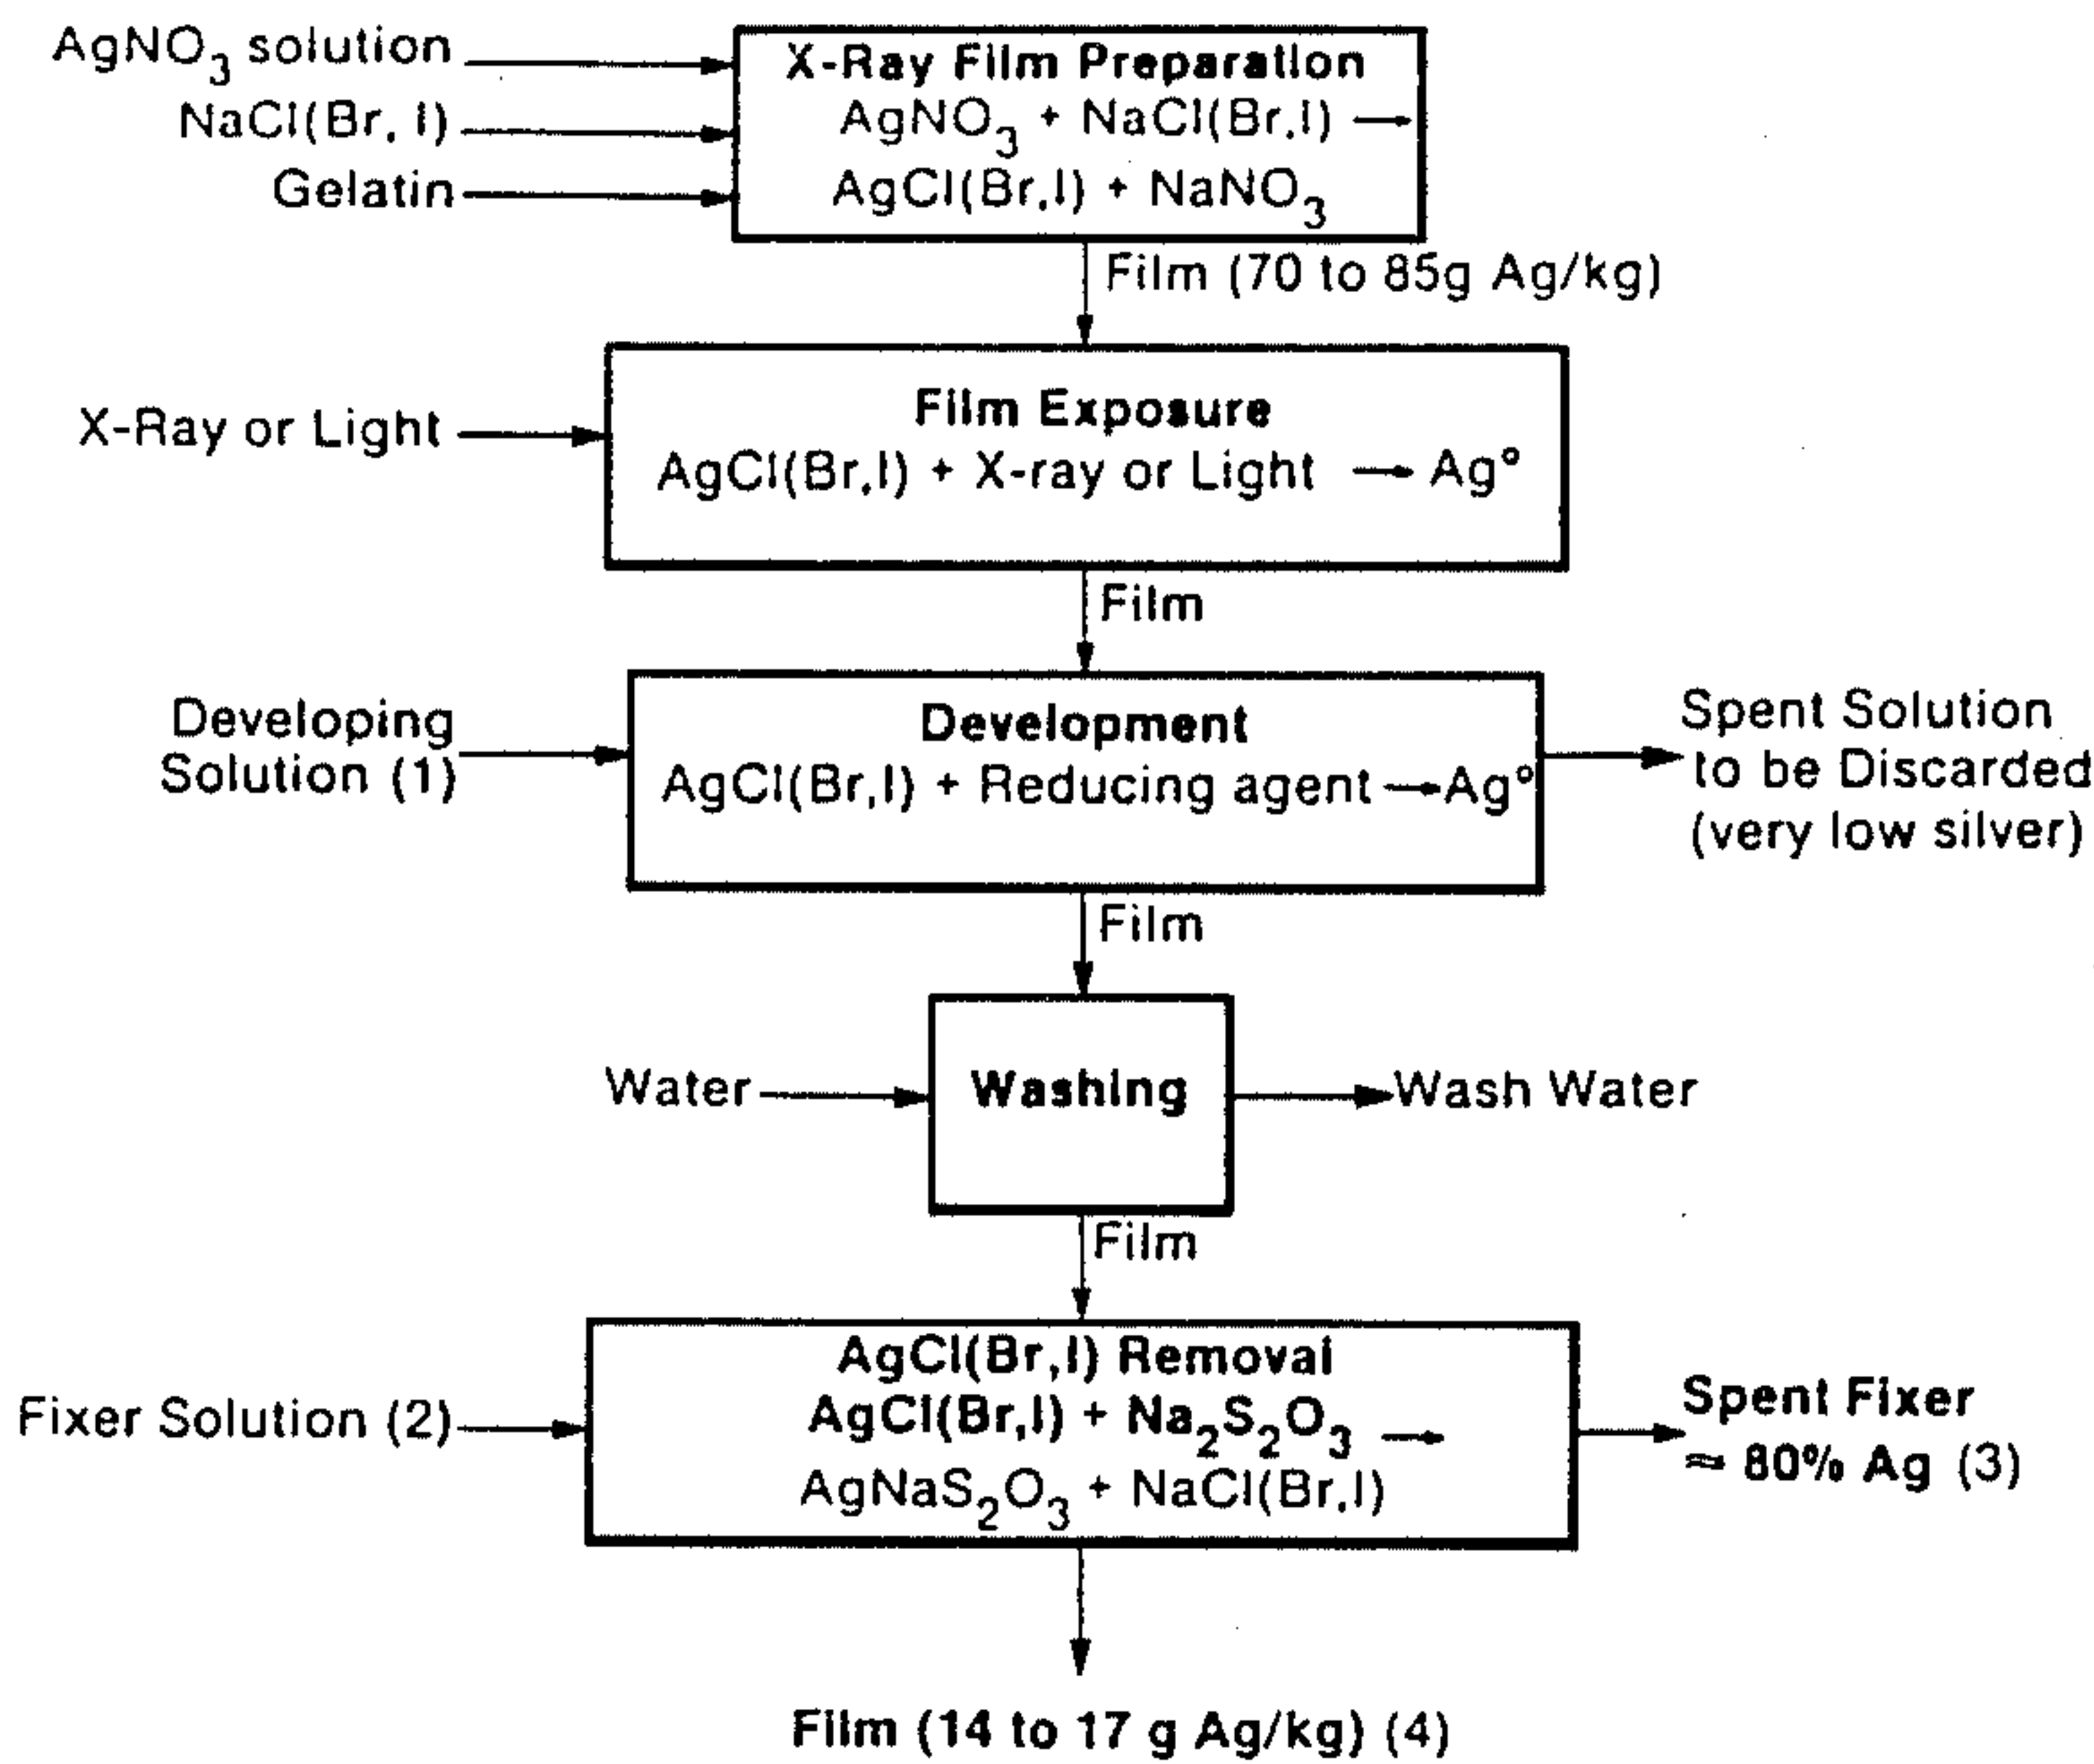 AgNO₃ solution
NaCl(Br, I)
Gelatin
X-Ray Film Preparation
AgNO₃ + NaCl(Br,I) →
AgCl(Br,I) + NaNO₃
Film (70 to 85g Ag/kg)
X-Ray or Light
Film Exposure
AgCl(Br,I) + X-ray or Light → Ag°
Film
Developing
Solution (1)
Development
AgCl(Br,I) + Reducing agent → Ag°
Spent Solution
to be Discarded
(very low silver)
Film
Water
Washing
Wash Water
Film
Fixer Solution (2)
AgCl(Br,I) Removal
AgCl(Br,I) + Na₂S₂O₃ →
AgNaS₂O₃ + NaCl(Br,I)
Spent Fixer
≈ 80% Ag (3)
Film (14 to 17 g Ag/kg) (4)